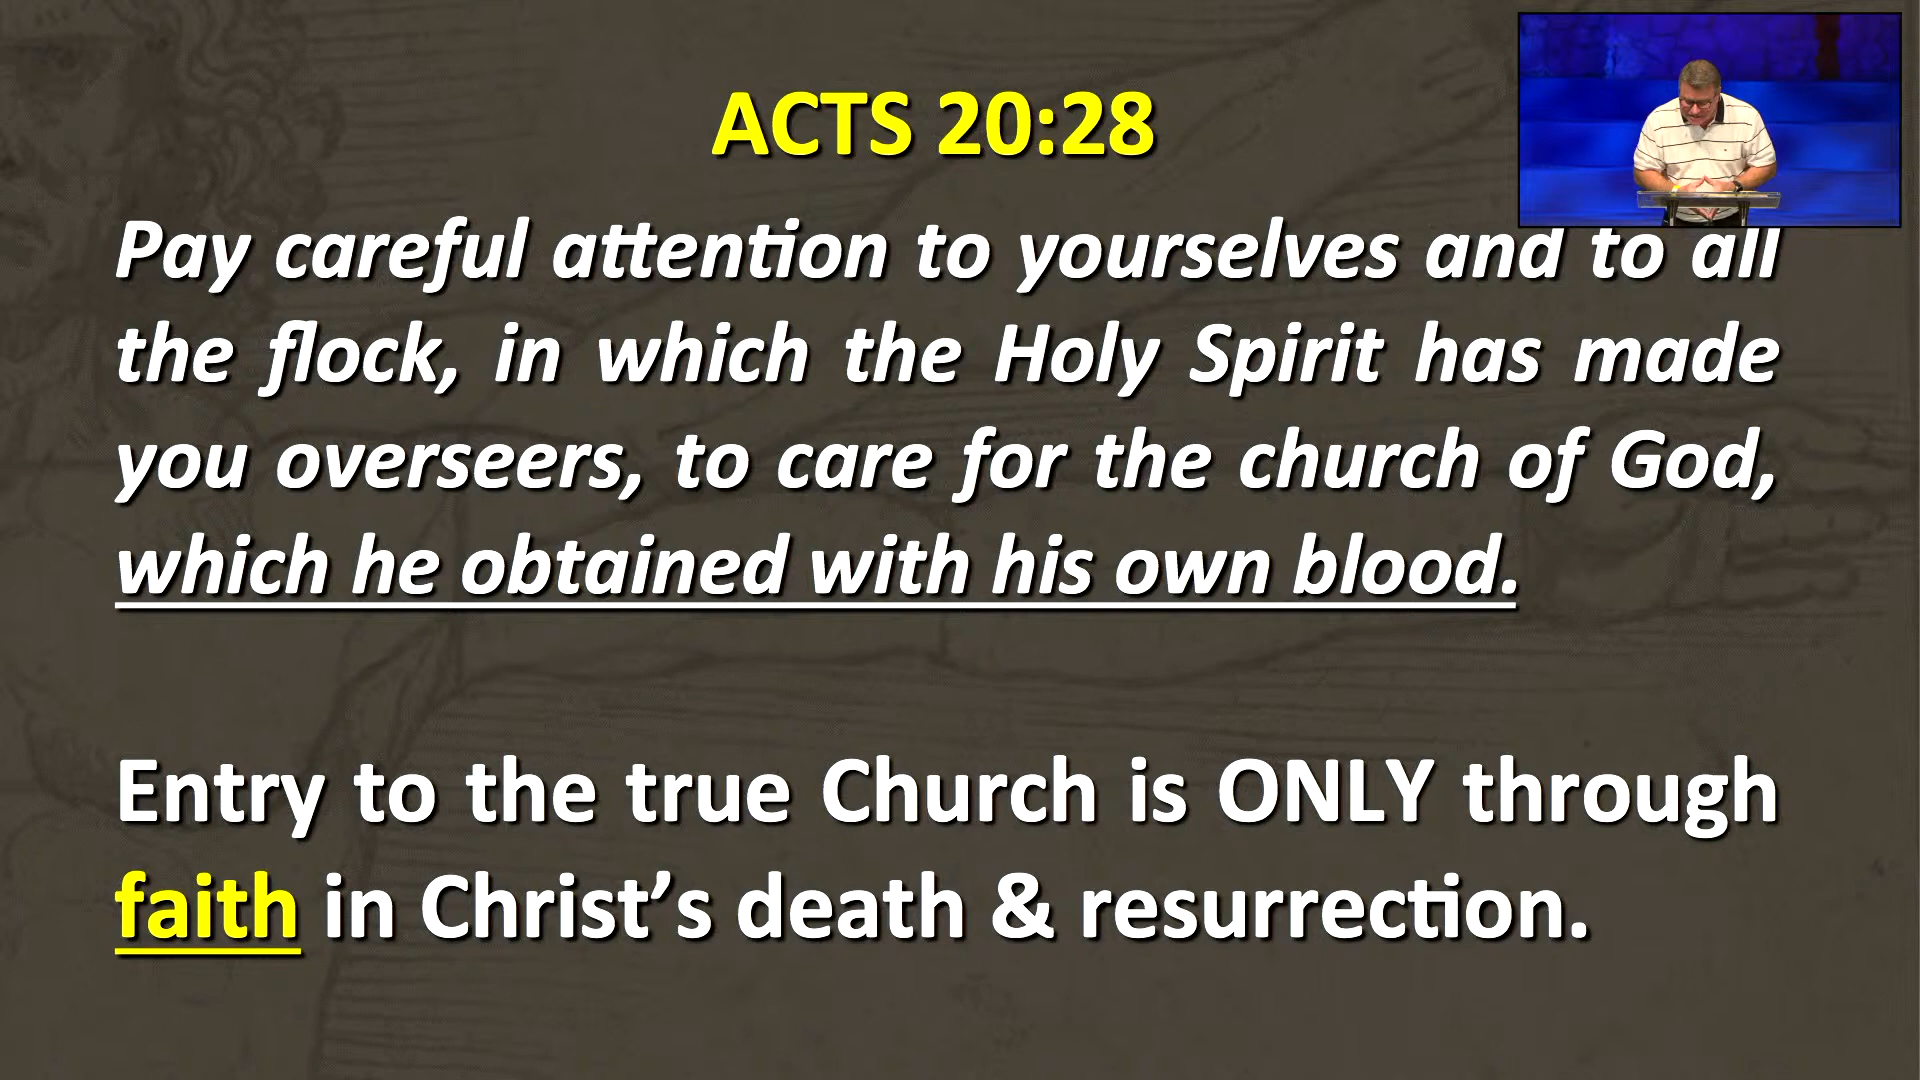 ACTS 20:28
Pay careful attention to yourselves and to all
the flock, in which the Holy Spirit has made
you overseers, to care for the church of God,
which he obtained with his own blood.
Entry to the true Church is ONLY through
faith in Christ’s death & resurrection.